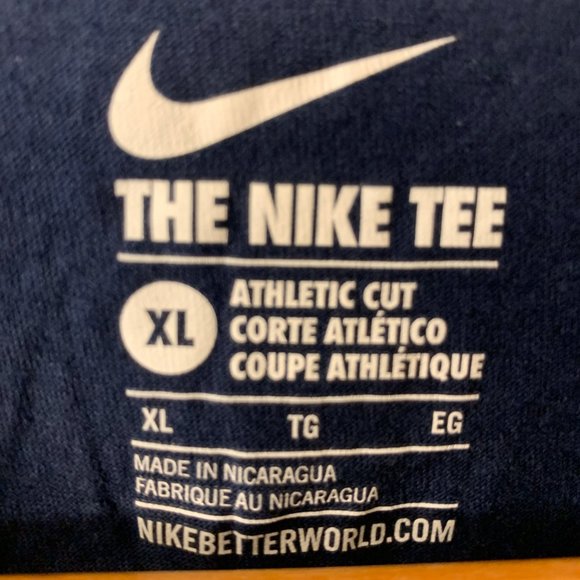 THE NIKE TEE
XL
ATHLETIC CUT
CORTE ATLÉTICO
COUPE ATHLÉTIQUE
XL TG EG
MADE IN NICARAGUA
FABRIQUE AU NICARAGUA
NIKEBETTERWORLD.COM